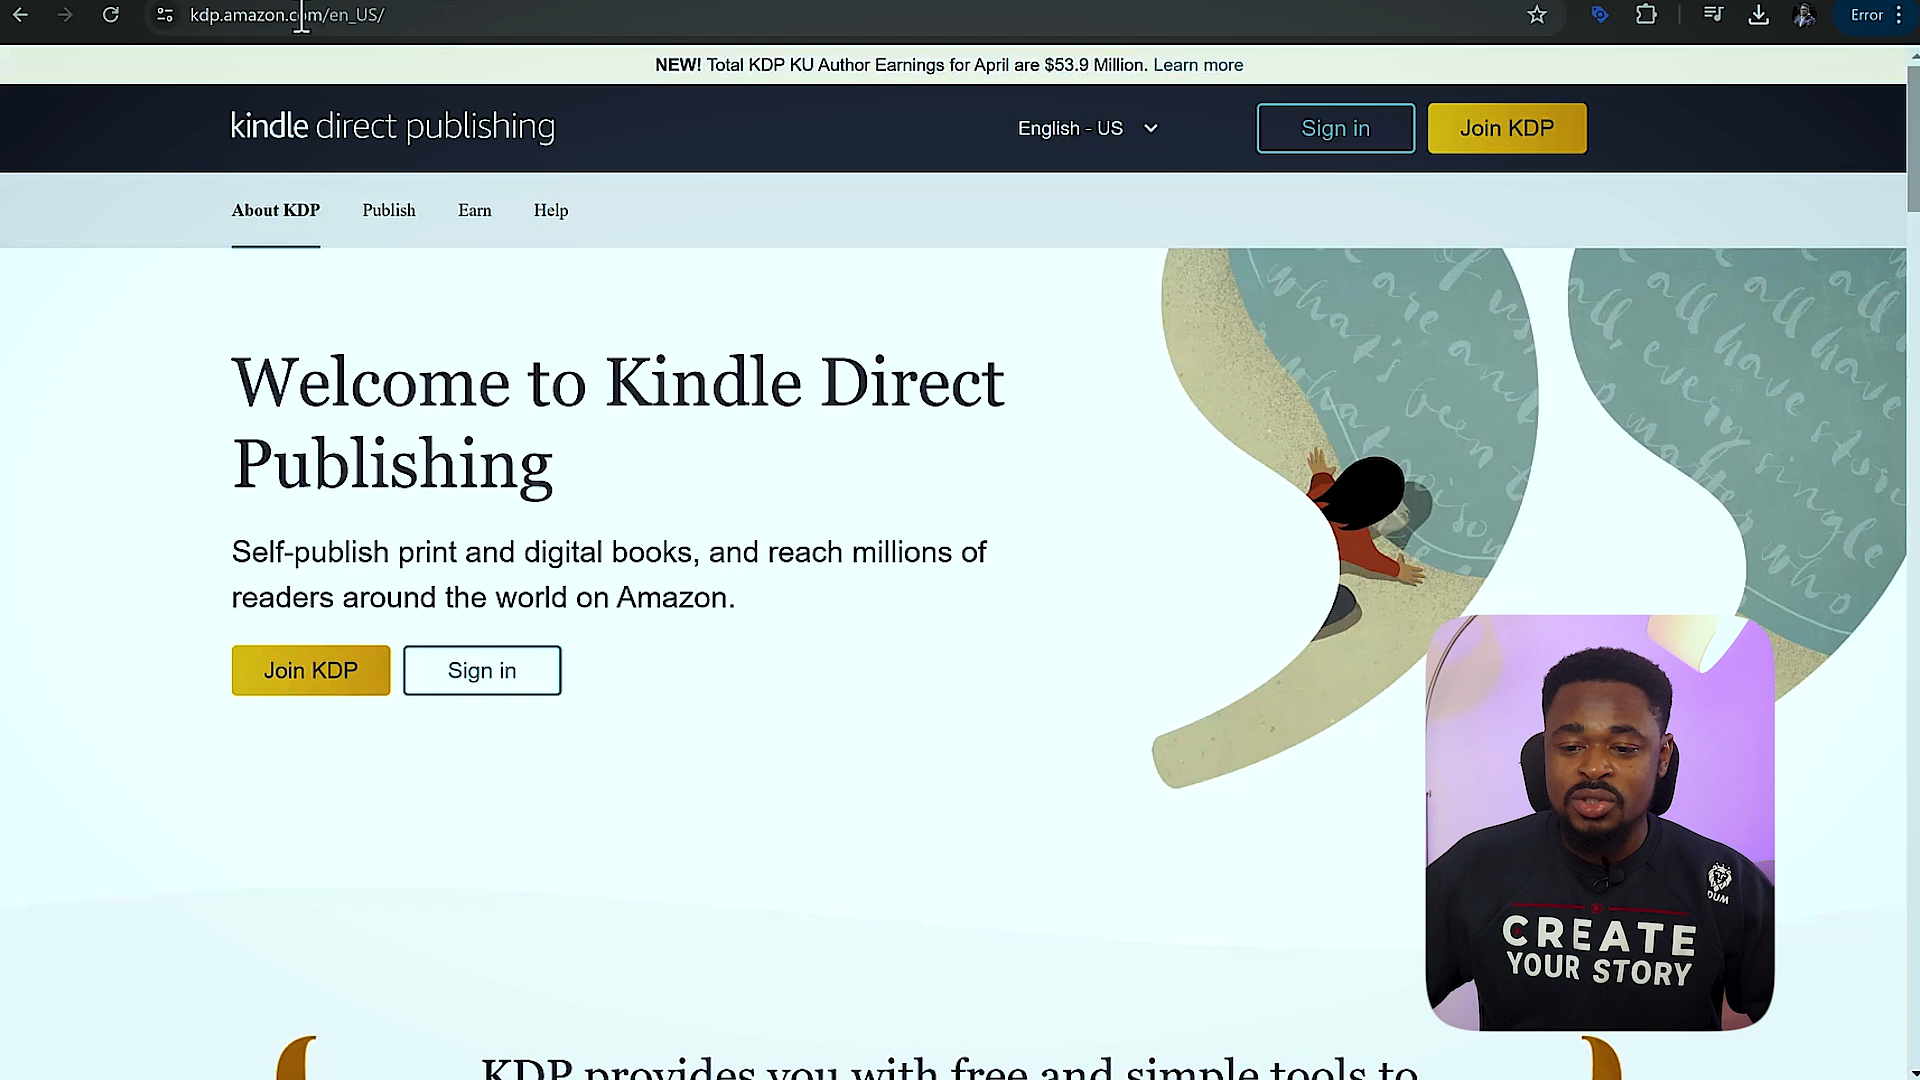 kdp.amazon.com/en_US/
Error
NEW! Total KDP KU Author Earnings for April are $53.9 Million. Learn more
kindle direct publishing
English - US
Sign in
Join KDP
About KDP
Publish
Earn
Help
Welcome to Kindle Direct
Publishing
Self-publish print and digital books, and reach millions of
readers around the world on Amazon.
Join KDP
Sign in
OUM
CREATE
YOUR STORY
KDP provides you with free and simple tools to